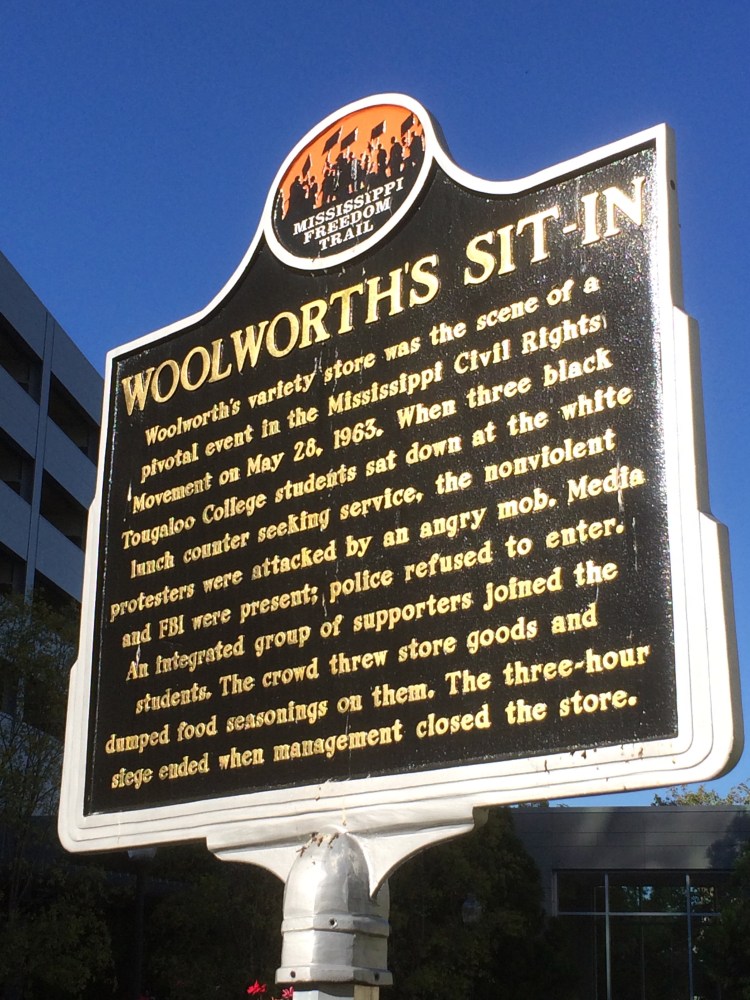 MISSISSIPPI
FREEDOM
TRAIL
WOOLWORTH'S SIT-IN
Woolworth's variety store was the scene of a
pivotal event in the Mississippi Civil Rights
Movement on May 28, 1963. When three black
Tougaloo College students sat down at the white
lunch counter seeking service, the nonviolent
protesters were attacked by an angry mob. Media
and FBI were present; police refused to enter.
An integrated group of supporters joined the
students. The crowd threw store goods and
dumped food seasonings on them. The three-hour
siege ended when management closed the store.